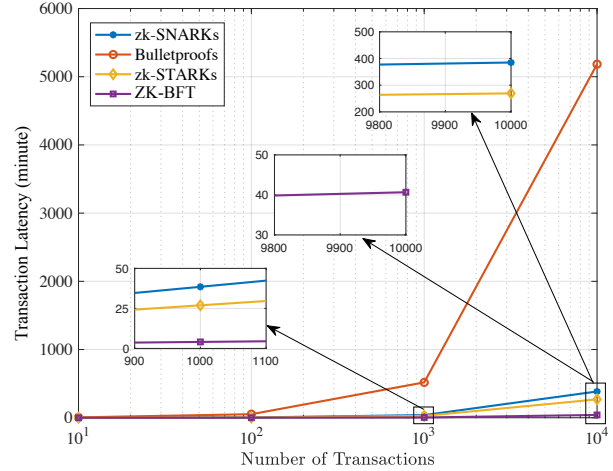 6000
5000
4000
3000
2000
1000
0
Transaction Latency (minute)
zk-SNARKs
Bulletproofs
zk-STARKs
ZK-BFT
500
400
300
200
9800 9900 10000
50
40
30
9800 9900 10000
50
25
0
900 1000 1100
10^1 10^2 10^3 10^4
Number of Transactions